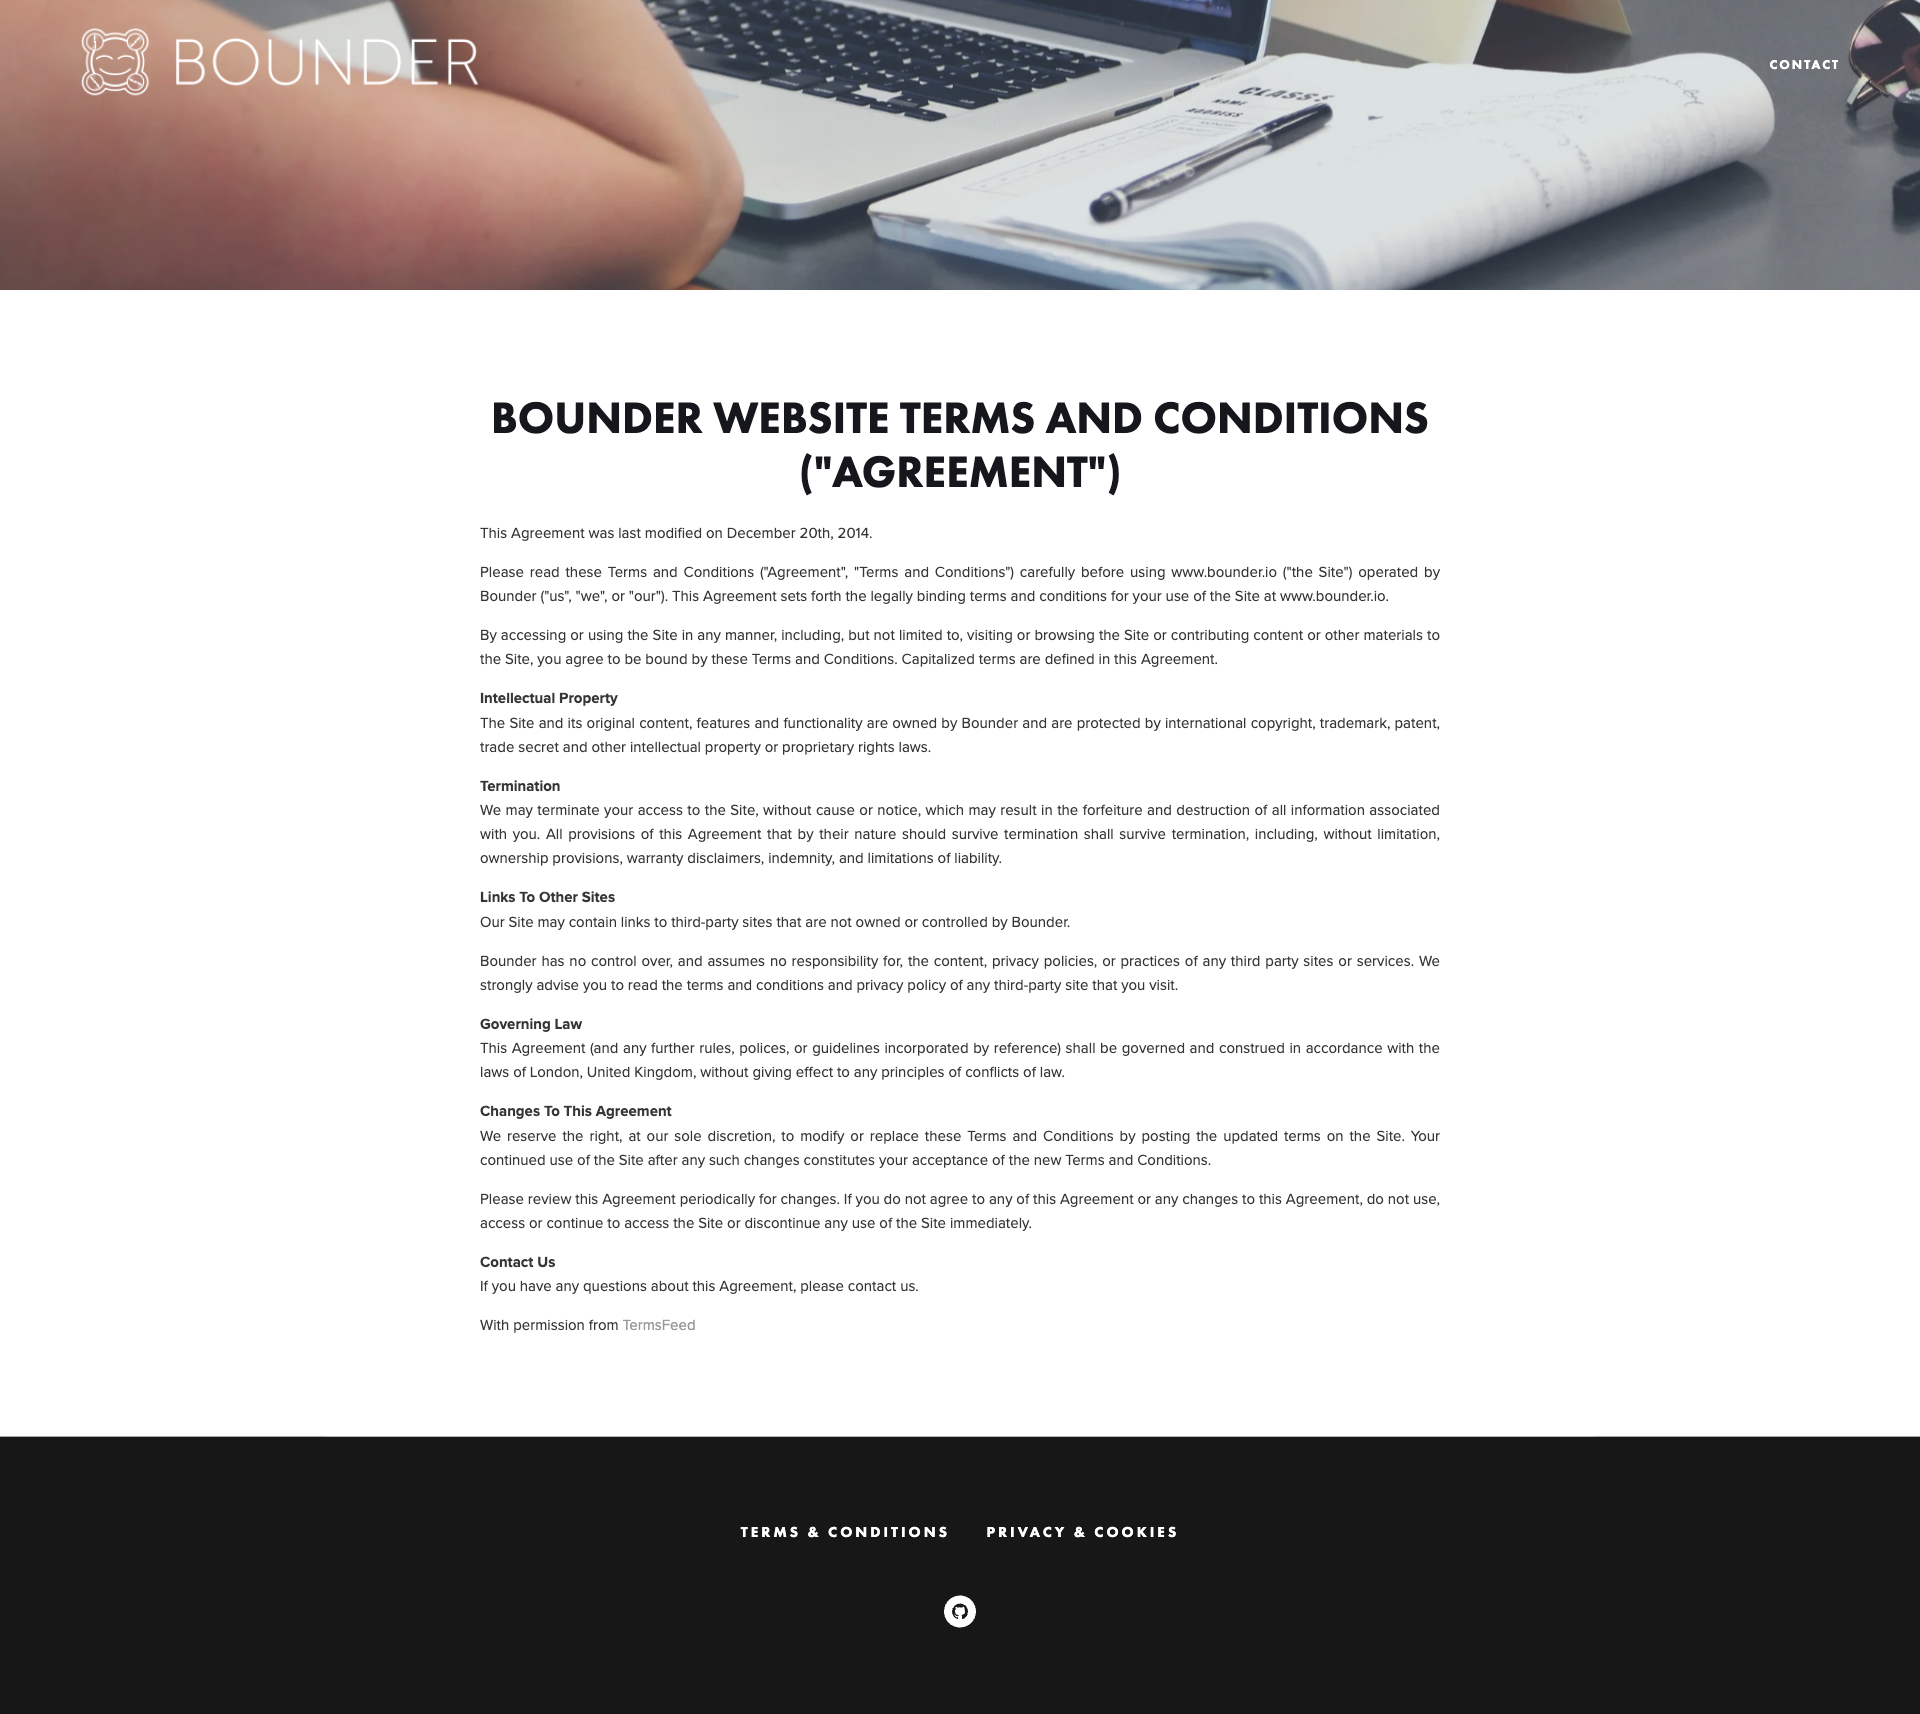 BOUNDER
CONTACT
CLASS
NAME
ADDRESS
BOUNDER WEBSITE TERMS AND CONDITIONS
("AGREEMENT")
This Agreement was last modified on December 20th, 2014.
Please read these Terms and Conditions ("Agreement", "Terms and Conditions") carefully before using www.bounder.io ("the Site") operated by
Bounder ("us", "we", or "our"). This Agreement sets forth the legally binding terms and conditions for your use of the Site at www.bounder.io.
By accessing or using the Site in any manner, including, but not limited to, visiting or browsing the Site or contributing content or other materials to
the Site, you agree to be bound by these Terms and Conditions. Capitalized terms are defined in this Agreement.
Intellectual Property
The Site and its original content, features and functionality are owned by Bounder and are protected by international copyright, trademark, patent,
trade secret and other intellectual property or proprietary rights laws.
Termination
We may terminate your access to the Site, without cause or notice, which may result in the forfeiture and destruction of all information associated
with you. All provisions of this Agreement that by their nature should survive termination shall survive termination, including, without limitation,
ownership provisions, warranty disclaimers, indemnity, and limitations of liability.
Links To Other Sites
Our Site may contain links to third-party sites that are not owned or controlled by Bounder.
Bounder has no control over, and assumes no responsibility for, the content, privacy policies, or practices of any third party sites or services. We
strongly advise you to read the terms and conditions and privacy policy of any third-party site that you visit.
Governing Law
This Agreement (and any further rules, polices, or guidelines incorporated by reference) shall be governed and construed in accordance with the
laws of London, United Kingdom, without giving effect to any principles of conflicts of law.
Changes To This Agreement
We reserve the right, at our sole discretion, to modify or replace these Terms and Conditions by posting the updated terms on the Site. Your
continued use of the Site after any such changes constitutes your acceptance of the new Terms and Conditions.
Please review this Agreement periodically for changes. If you do not agree to any of this Agreement or any changes to this Agreement, do not use,
access or continue to access the Site or discontinue any use of the Site immediately.
Contact Us
If you have any questions about this Agreement, please contact us.
With permission from TermsFeed
TERMS & CONDITIONS PRIVACY & COOKIES